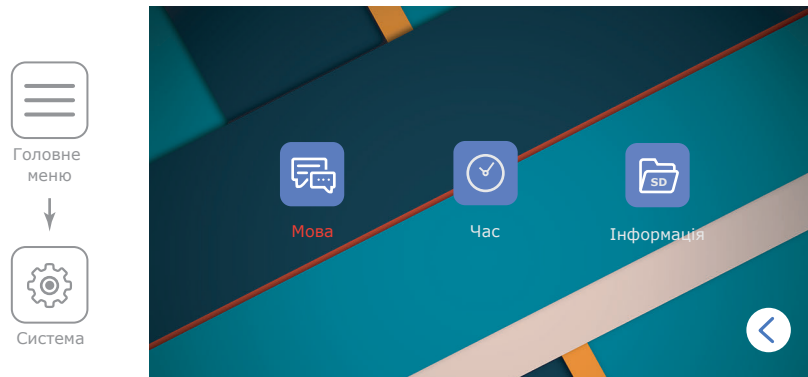 Головне
меню
Система
Мова
Час
SD
Інформація